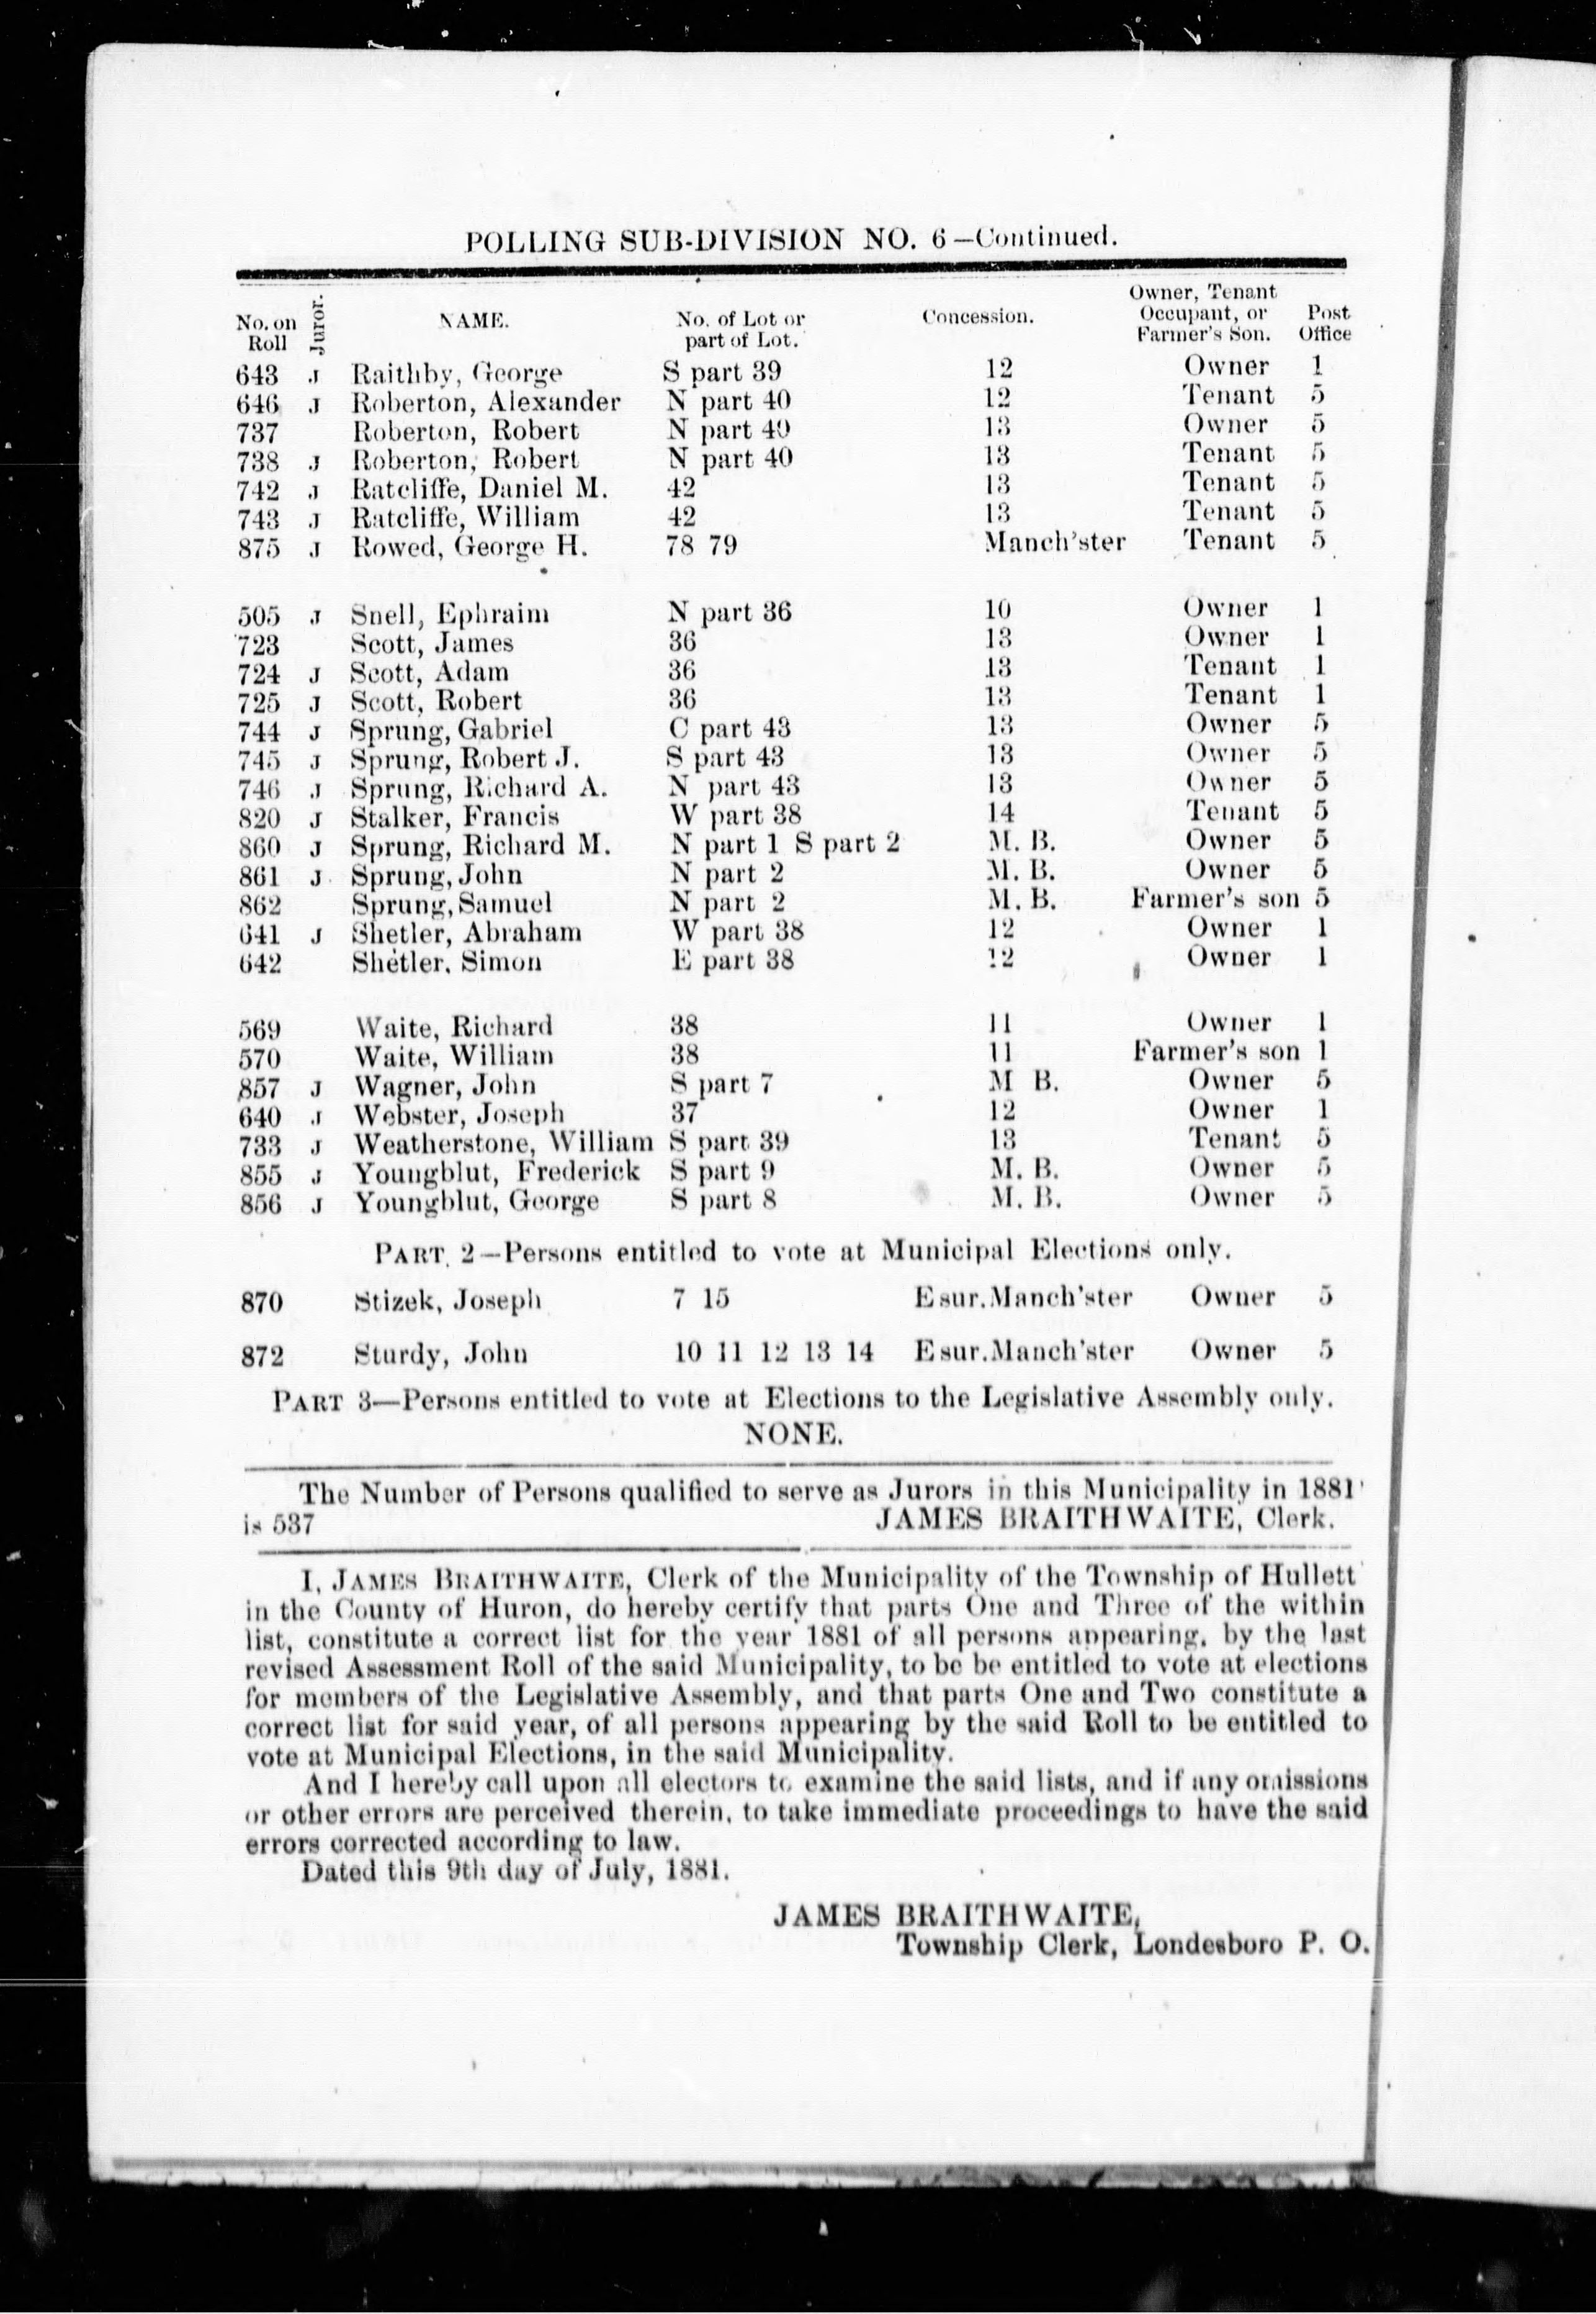 POLLING SUB-DIVISION NO. 6—Continued.
No. on Roll Juror. NAME. No. of Lot or part of Lot. Concession. Owner, Tenant Occupant, or Farmer's Son. Post Office
643 J Raithby, George S part 39 12 Owner 1
646 J Roberton, Alexander N part 40 12 Tenant 5
737 Roberton, Robert N part 40 13 Owner 5
738 J Roberton, Robert N part 40 13 Tenant 5
742 J Ratcliffe, Daniel M. 42 13 Tenant 5
743 J Ratcliffe, William 42 13 Tenant 5
875 J Rowed, George H. 78 79 Manch'ster Tenant 5
505 J Snell, Ephraim N part 36 10 Owner 1
723 Scott, James 36 13 Owner 1
724 J Scott, Adam 36 13 Tenant 1
725 J Scott, Robert 36 13 Tenant 1
744 J Sprung, Gabriel C part 43 13 Owner 5
745 J Sprung, Robert J. S part 43 13 Owner 5
746 J Sprung, Richard A. N part 43 13 Owner 5
820 J Stalker, Francis W part 38 14 Tenant 5
860 J Sprung, Richard M. N part 1 S part 2 M. B. Owner 5
861 J Sprung, John N part 2 M. B. Owner 5
862 Sprung, Samuel N part 2 M. B. Farmer's son 5
641 J Shetler, Abraham W part 38 12 Owner 1
642 Shetler. Simon E part 38 12 Owner 1
569 Waite, Richard 38 11 Owner 1
570 Waite, William 38 11 Farmer's son 1
857 J Wagner, John S part 7 M B. Owner 5
640 J Webster, Joseph 37 12 Owner 1
733 J Weatherstone, William S part 39 13 Tenant 5
855 J Youngblut, Frederick S part 9 M. B. Owner 5
856 J Youngblut, George S part 8 M. B. Owner 5
PART. 2—Persons entitled to vote at Municipal Elections only.
870 Stizek, Joseph 7 15 E sur. Manch'ster Owner 5
872 Sturdy, John 10 11 12 13 14 E sur. Manch'ster Owner 5
PART 3—Persons entitled to vote at Elections to the Legislative Assembly only.
NONE.
The Number of Persons qualified to serve as Jurors in this Municipality in 1881
is 537 JAMES BRAITHWAITE, Clerk.
I, JAMES BRAITHWAITE, Clerk of the Municipality of the Township of Hullett
in the County of Huron, do hereby certify that parts One and Three of the within
list, constitute a correct list for the year 1881 of all persons appearing, by the last
revised Assessment Roll of the said Municipality, to be be entitled to vote at elections
for members of the Legislative Assembly, and that parts One and Two constitute a
correct list for said year, of all persons appearing by the said Roll to be entitled to
vote at Municipal Elections, in the said Municipality.
And I hereby call upon all electors to examine the said lists, and if any omissions
or other errors are perceived therein, to take immediate proceedings to have the said
errors corrected according to law.
Dated this 9th day of July, 1881.
JAMES BRAITHWAITE,
Township Clerk, Londesboro P. O.